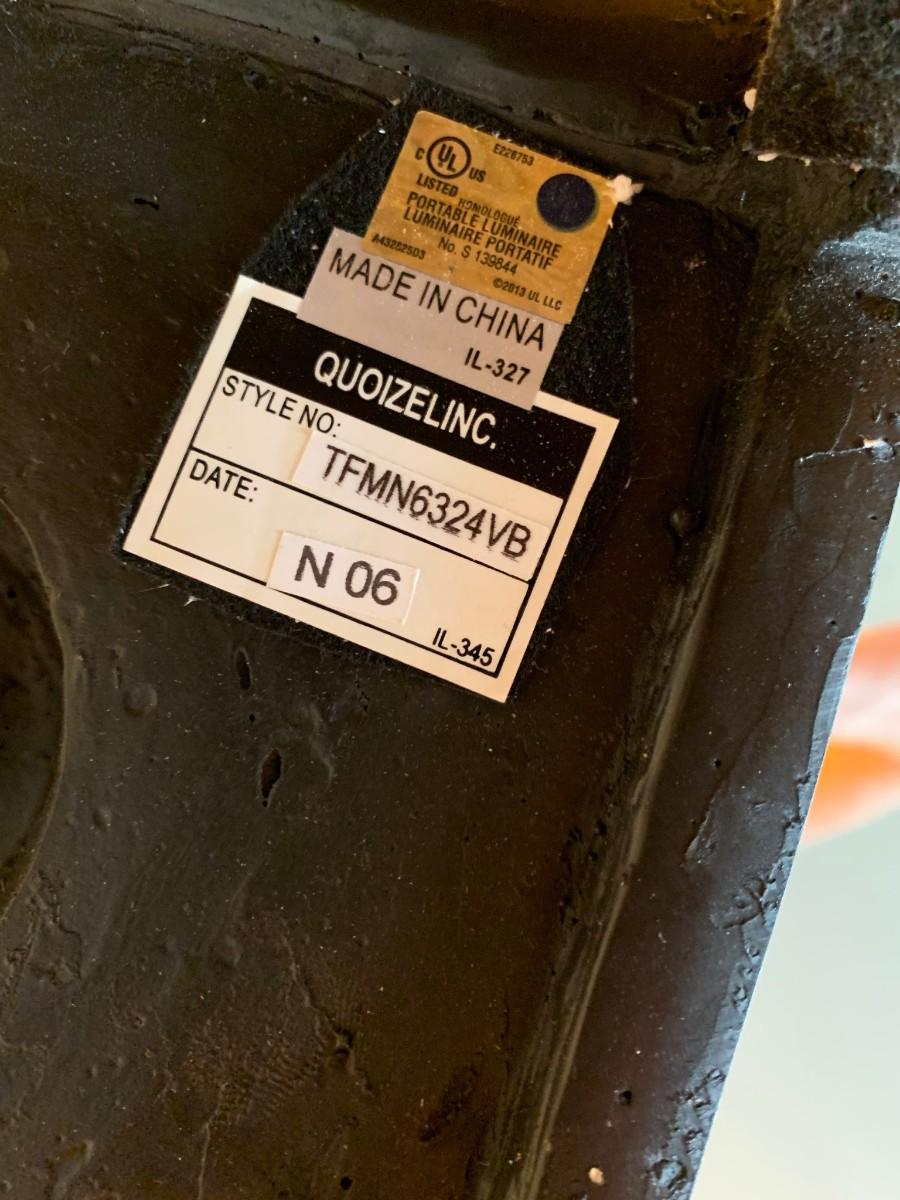 E226753
C UL US
LISTED
HOMOLOGUÉ
PORTABLE LUMINAIRE
LUMINAIRE PORTATIF
No. S 139844
A43262503
©2013 UL LLC
MADE IN CHINA
IL-327
QUOIZELINC.
STYLE NO:
TFMN6324VB
DATE:
N 06
IL-345